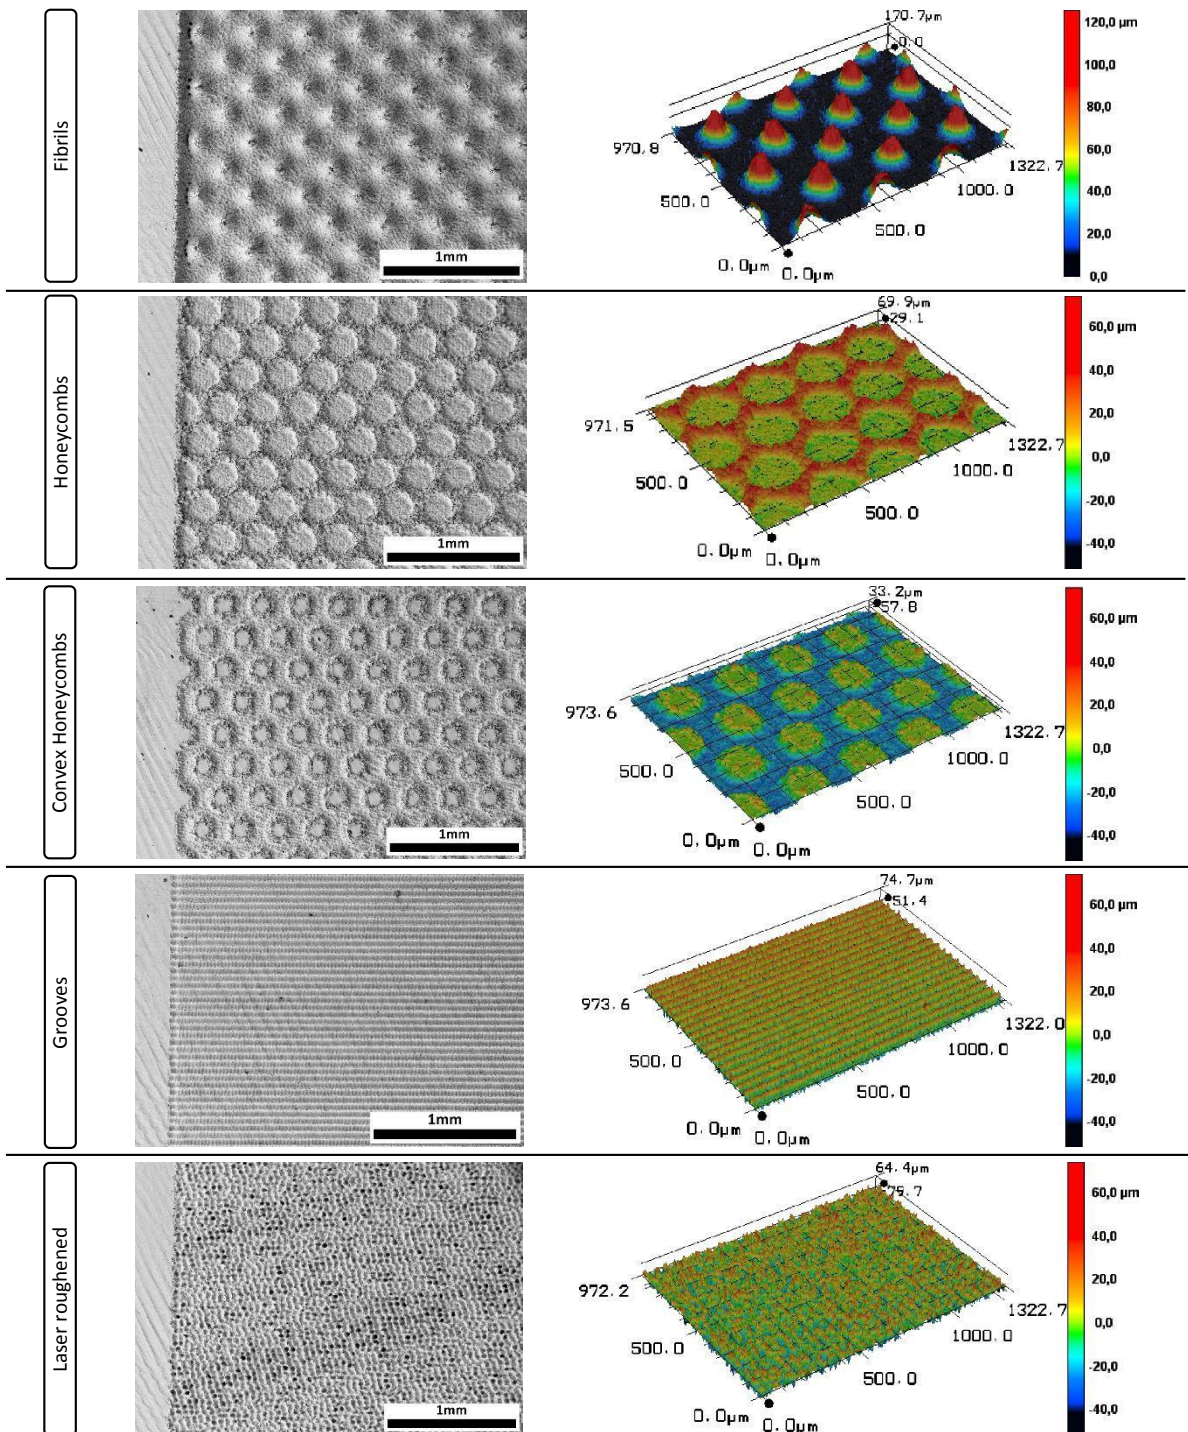 Fibrils
1mm
170.7µm
0.0
970.8
500.0
0.0µm
0.0µm
500.0
1000.0
1322.7
120,0 µm
100,0
80,0
60,0
40,0
20,0
0,0
Honeycombs
1mm
69.9µm
-29.1
971.5
500.0
0.0µm
0.0µm
500.0
1000.0
1322.7
60,0 µm
40,0
20,0
0,0
-20,0
-40,0
Convex Honeycombs
1mm
33.2µm
-57.8
973.6
500.0
0.0µm
0.0µm
500.0
1000.0
1322.7
60,0 µm
40,0
20,0
0,0
-20,0
-40,0
Grooves
1mm
74.7µm
-51.4
973.6
500.0
0.0µm
0.0µm
500.0
1000.0
1322.0
60,0 µm
40,0
20,0
0,0
-20,0
-40,0
Laser roughened
1mm
64.4µm
972.2
500.0
0.0µm
0.0µm
500.0
1000.0
1322.7
60,0 µm
40,0
20,0
0,0
-20,0
-40,0